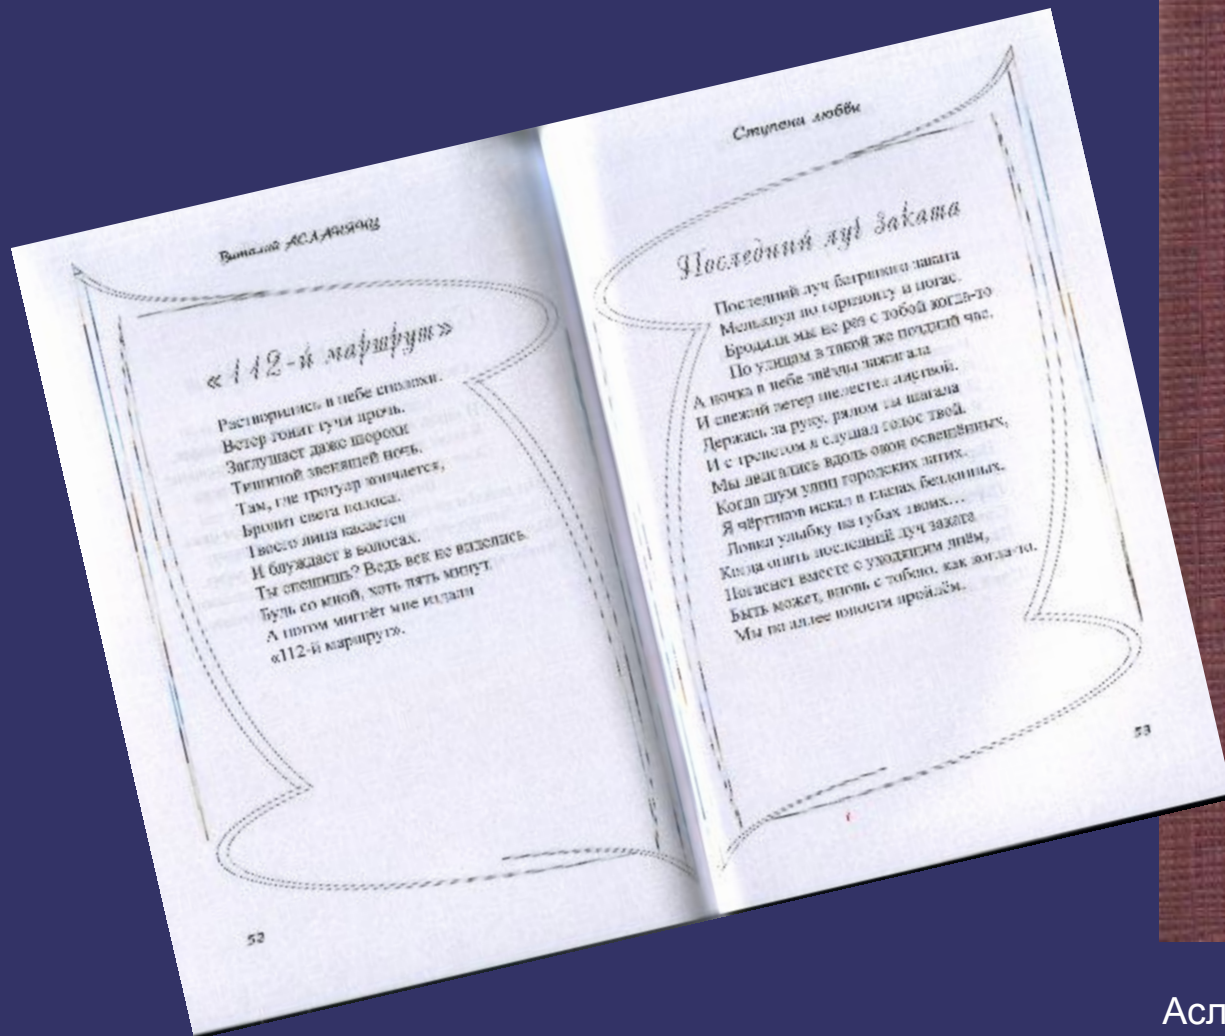 Виталий АСЛАНЯНЦ
«112-й маршрут»
Растворились в небе сполохи.
Ветер гонит тучи прочь.
Заглушает даже шорохи
Тишиной звенящей ночь.
Там, где тротуар кончается,
Бродит света полоса.
Твоего лица касается
И блуждает в волосах.
Ты спешишь? Ведь век не виделись.
Будь со мной, хоть пять минут.
А потом мигнёт мне издали
«112-й маршрут».
52
Ступени любви
Последний луч заката
Последний луч багряного заката
Мелькнул по горизонту и погас.
Бродили мы не раз с тобой когда-то
По улицам в такой же поздний час.
А ночка в небе звёзды зажигала
И свежий ветер шелестел листвой.
Держась за руку, рядом ты шагала
И с трепетом я слушал голос твой.
Мы двигались вдоль окон освещённых,
Когда шум улиц городских затих.
Я чёртиков искал в глазах бездонных.
Ловил улыбку на губах твоих...
Когда опять последний луч заката
Погаснет вместе с уходящим днём,
Быть может, вновь с тобою, как когда-то,
Мы по аллее юности пройдём.
53
Асл